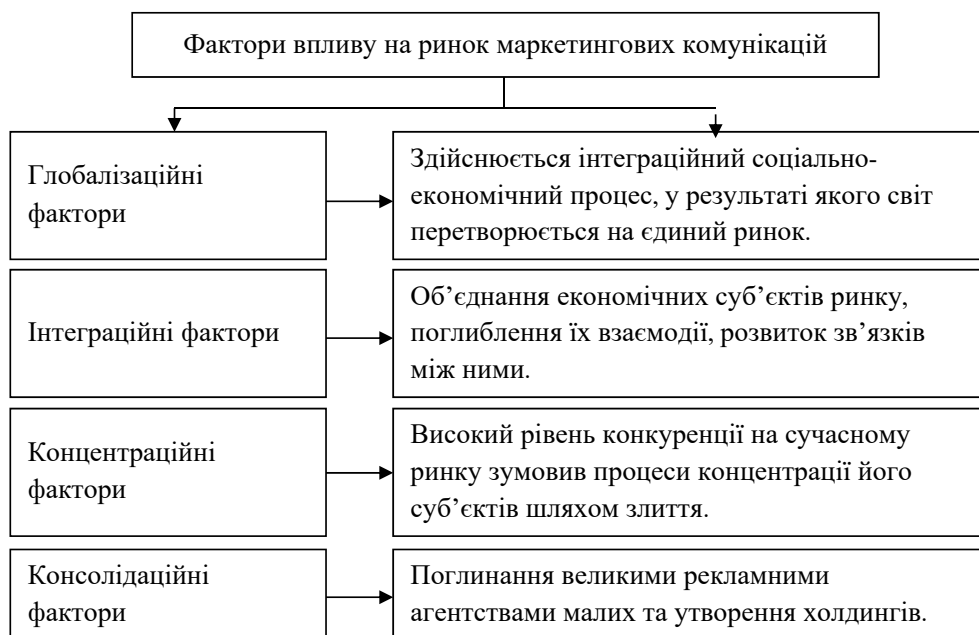 Фактори впливу на ринок маркетингових комунікацій
Глобалізаційні
фактори
Здійснюється інтеграційний соціально-
економічний процес, у результаті якого світ
перетворюється на єдиний ринок.
Інтеграційні фактори
Об’єднання економічних суб’єктів ринку,
поглиблення їх взаємодії, розвиток зв’язків
між ними.
Концентраційні
фактори
Високий рівень конкуренції на сучасному
ринку зумовив процеси концентрації його
суб’єктів шляхом злиття.
Консолідаційні
фактори
Поглинання великими рекламними
агентствами малих та утворення холдингів.